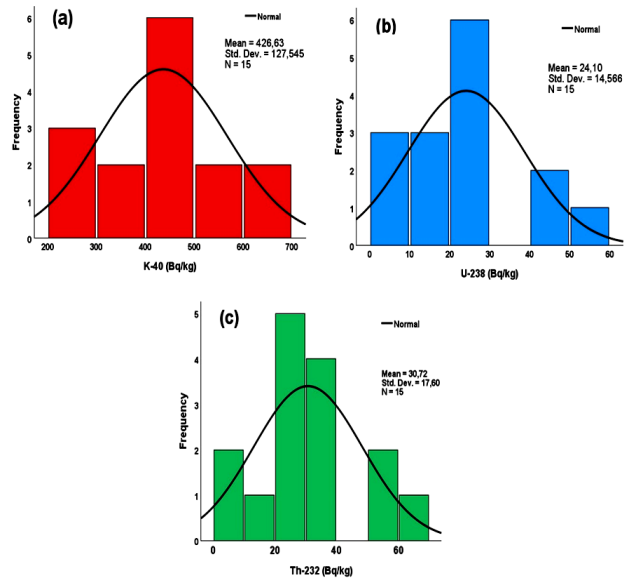 (a)
Normal
Mean = 426,63
Std. Dev. = 127,545
N = 15
Frequency
6
5
4
3
2
1
0
200 300 400 500 600 700
K-40 (Bq/kg)
(b)
Normal
Mean = 24,10
Std. Dev. = 14,566
N = 15
Frequency
6
5
4
3
2
1
0
0 10 20 30 40 50 60
U-238 (Bq/kg)
(c)
Normal
Mean = 30,72
Std. Dev. = 17,60
N = 15
Frequency
5
4
3
2
1
0
0 20 40 60
Th-232 (Bq/kg)